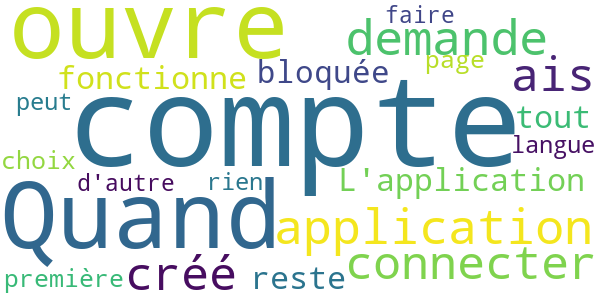 ouvre
faire
demande
page
fonctionne
bloquée
ais
compte
peut
tout
langue
choix
d'autre
rien
L'application
Quand
application
connecter
première
créé
reste